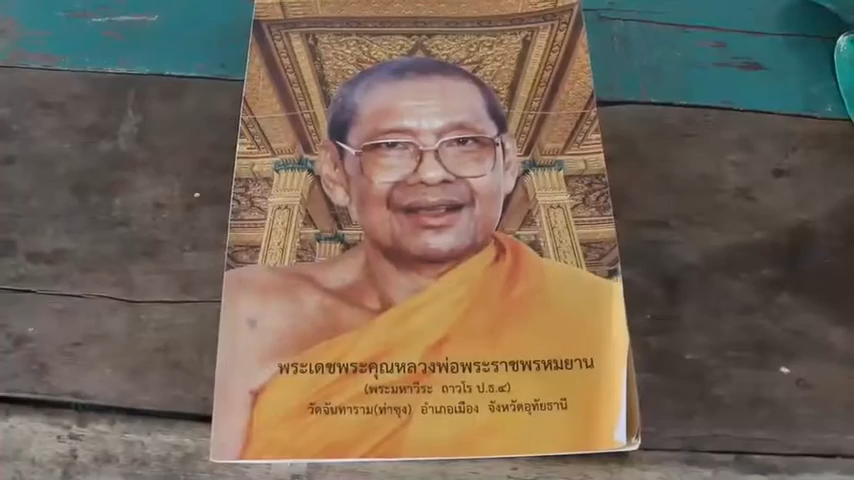 พระเดชพระคุณหลวงพ่อพระราชพรหมยาน
(พระมหาวีระ ถาวโร ป.ธ.๔)
วัดจันทาราม(ท่าซุง) อำเภอเมือง จังหวัดอุทัยธานี